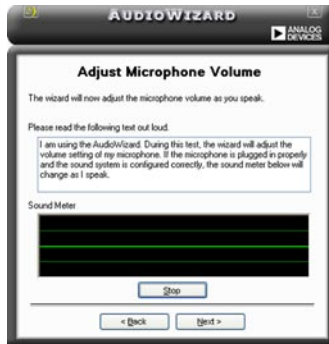 AUDIOWIZARD
ANALOG
DEVICES
Adjust Microphone Volume
The wizard will now adjust the microphone volume as you speak.
Please read the following text out loud.
I am using the AudioWizard. During this test, the wizard will adjust the
volume setting of my microphone. If the microphone is plugged in properly
and the sound system is configured correctly, the sound meter below will
change as I speak.
Sound Meter
Stop
< Back
Next >